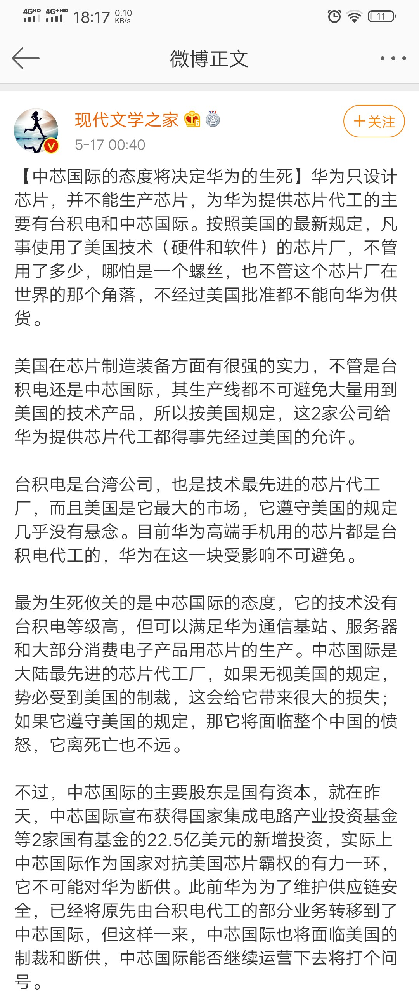 4GHD 4G+HD 18:17 0.10 KB/s 11
微博正文
现代文学之家 6 答
+关注
5-17 00:40
【中芯国际的态度将决定华为的生死】华为只设计
芯片，并不能生产芯片，为华为提供芯片代工的主
要有台积电和中芯国际。按照美国的最新规定，凡
事使用了美国技术（硬件和软件）的芯片厂，不管
用了多少，哪怕是一个螺丝，也不管这个芯片厂在
世界的那个角落，不经过美国批准都不能向华为供
货。
美国在芯片制造装备方面有很强的实力，不管是台
积电还是中芯国际，其生产线都不可避免大量用到
美国的技术产品，所以按美国规定，这2家公司给
华为提供芯片代工都得事先经过美国的允许。
台积电是台湾公司，也是技术最先进的芯片代工
厂，而且美国是它最大的市场，它遵守美国的规定
几乎没有悬念。目前华为高端手机用的芯片都是台
积电代工的，华为在这一块受影响不可避免。
最为生死攸关的是中芯国际的态度，它的技术没有
台积电等级高，但可以满足华为通信基站、服务器
和大部分消费电子产品用芯片的生产。中芯国际是
大陆最先进的芯片代工厂，如果无视美国的规定，
势必受到美国的制裁，这会给它带来很大的损失；
如果它遵守美国的规定，那它将面临整个中国的愤
怒，它离死亡也不远。
不过，中芯国际的主要股东是国有资本，就在昨
天，中芯国际宣布获得国家集成电路产业投资基金
等2家国有基金的22.5亿美元的新增投资，实际上
中芯国际作为国家对抗美国芯片霸权的有力一环，
它不可能对华为断供。此前华为为了维护供应链安
全，已经将原先由台积电代工的部分业务转移到了
中芯国际，但这样一来，中芯国际也将面临美国的
制裁和断供，中芯国际能否继续运营下去将打个问
号。